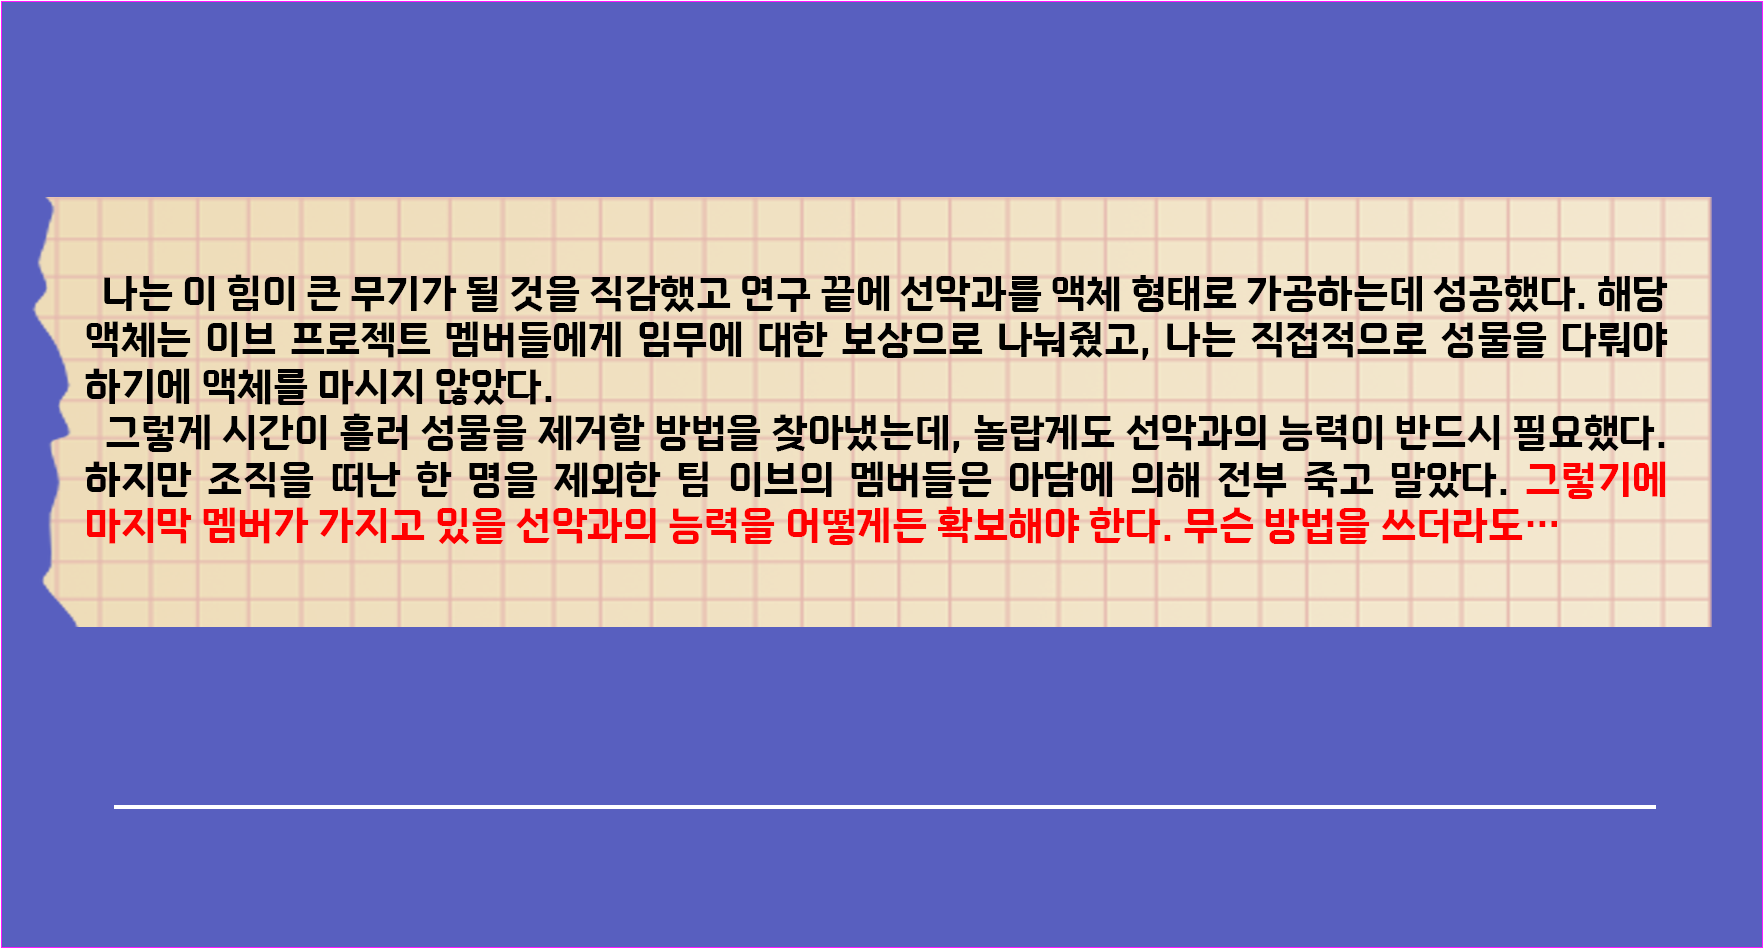 나는 이 힘이 큰 무기가 될 것을 직감했고 연구 끝에 선악과를 액체 형태로 가공하는데 성공했다. 해당
액체는 이브 프로젝트 멤버들에게 임무에 대한 보상으로 나눠줬고, 나는 직접적으로 성물을 다뤄야
하기에 액체를 마시지 않았다.
그렇게 시간이 흘러 성물을 제거할 방법을 찾아냈는데, 놀랍게도 선악과의 능력이 반드시 필요했다.
하지만 조직을 떠난 한 명을 제외한 팀 이브의 멤버들은 아담에 의해 전부 죽고 말았다. 그렇기에
마지막 멤버가 가지고 있을 선악과의 능력을 어떻게든 확보해야 한다. 무슨 방법을 쓰더라도…